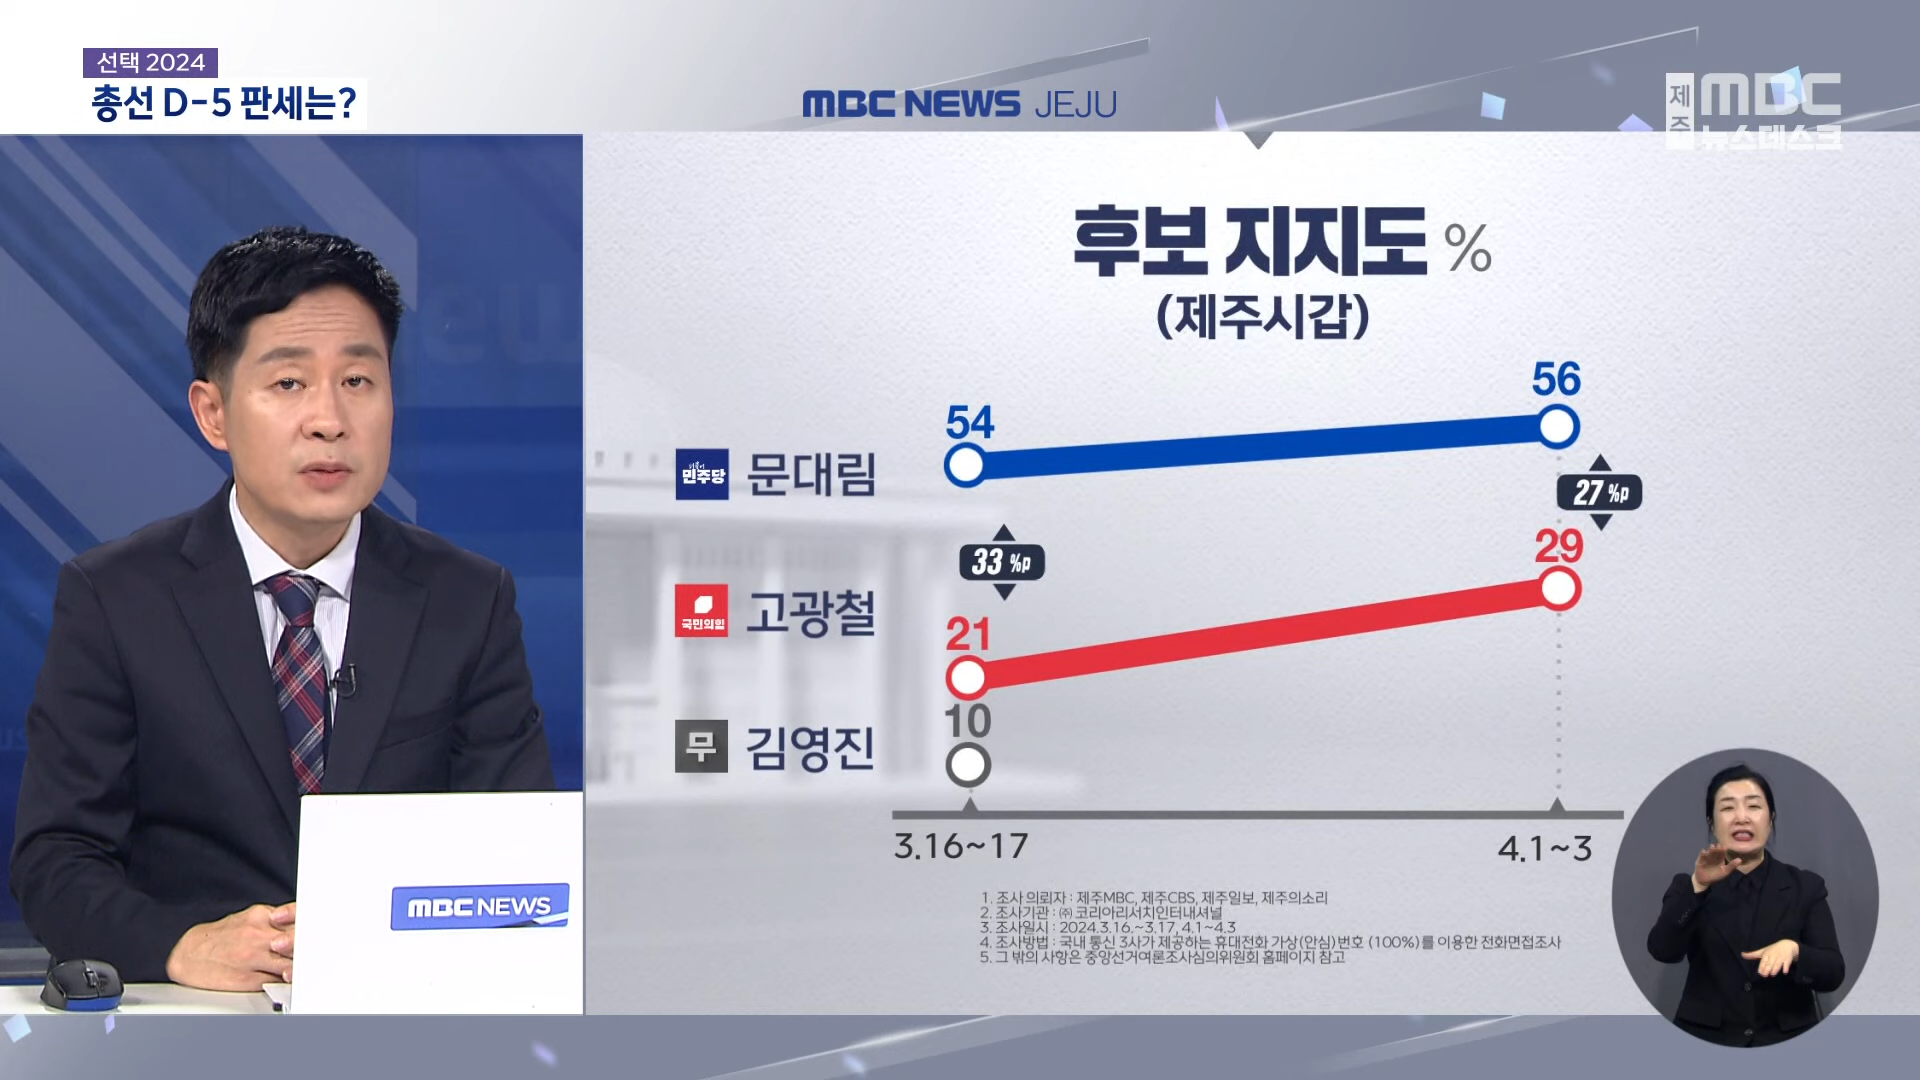 선택 2024
총선 D-5 판세는?
MBC NEWS JEJU
제주 MBC
뉴스데스크
후보 지지도 %
(제주시갑)
54
56
더불어
민주당
문대림
27 %p
33 %p
29
국민의힘
고광철
21
10
무
김영진
3.16~17
4.1~3
1. 조사 의뢰자 : 제주MBC, 제주CBS, 제주일보, 제주의소리
2. 조사기관 : ㈜ 코리아리서치인터내셔널
3. 조사일시 : 2024.3.16.~3.17, 4.1~4.3
4. 조사방법 : 국내 통신 3사가 제공하는 휴대전화 가상(안심)번호 (100%)를 이용한 전화면접조사
5. 그 밖의 사항은 중앙선거여론조사심의위원회 홈페이지 참고
MBC NEWS